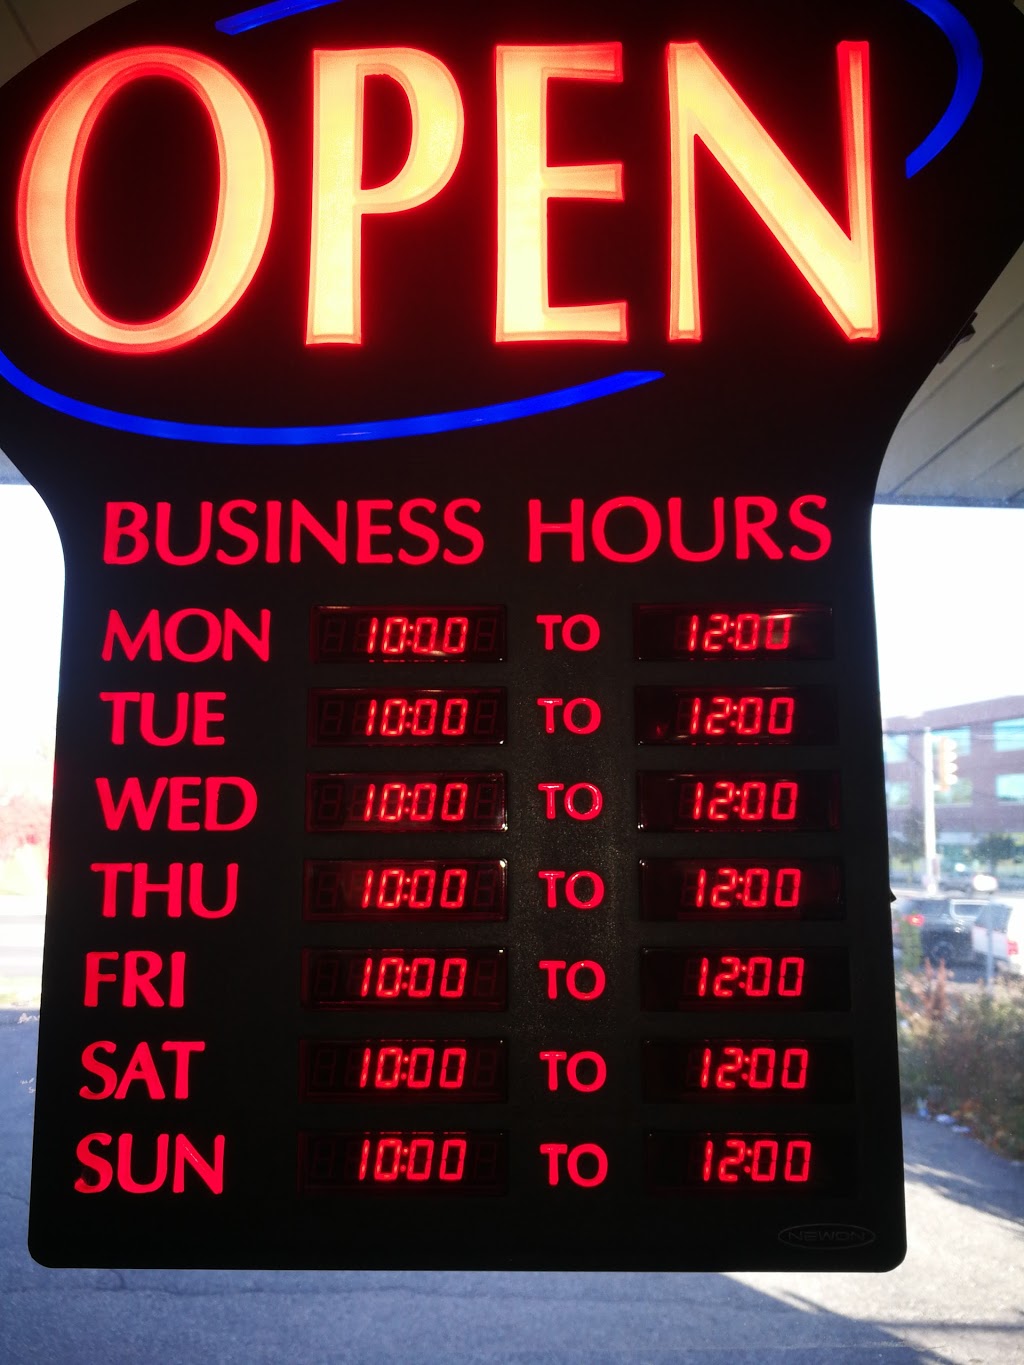 OPEN
BUSINESS HOURS
MON 10:00 TO 12:00
TUE 10:00 TO 12:00
WED 10:00 TO 12:00
THU 10:00 TO 12:00
FRI 10:00 TO 12:00
SAT 10:00 TO 12:00
SUN 10:00 TO 12:00
NEWON